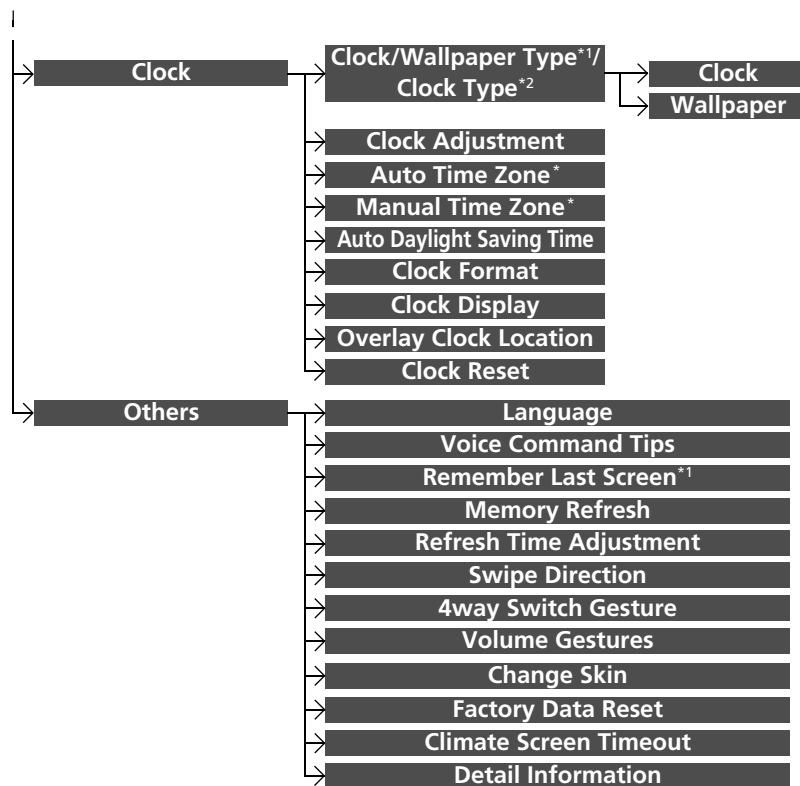 Clock
Clock/Wallpaper Type*1/
Clock Type*2
Clock
Wallpaper
Clock Adjustment
Auto Time Zone*
Manual Time Zone*
Auto Daylight Saving Time
Clock Format
Clock Display
Overlay Clock Location
Clock Reset
Others
Language
Voice Command Tips
Remember Last Screen*1
Memory Refresh
Refresh Time Adjustment
Swipe Direction
4way Switch Gesture
Volume Gestures
Change Skin
Factory Data Reset
Climate Screen Timeout
Detail Information